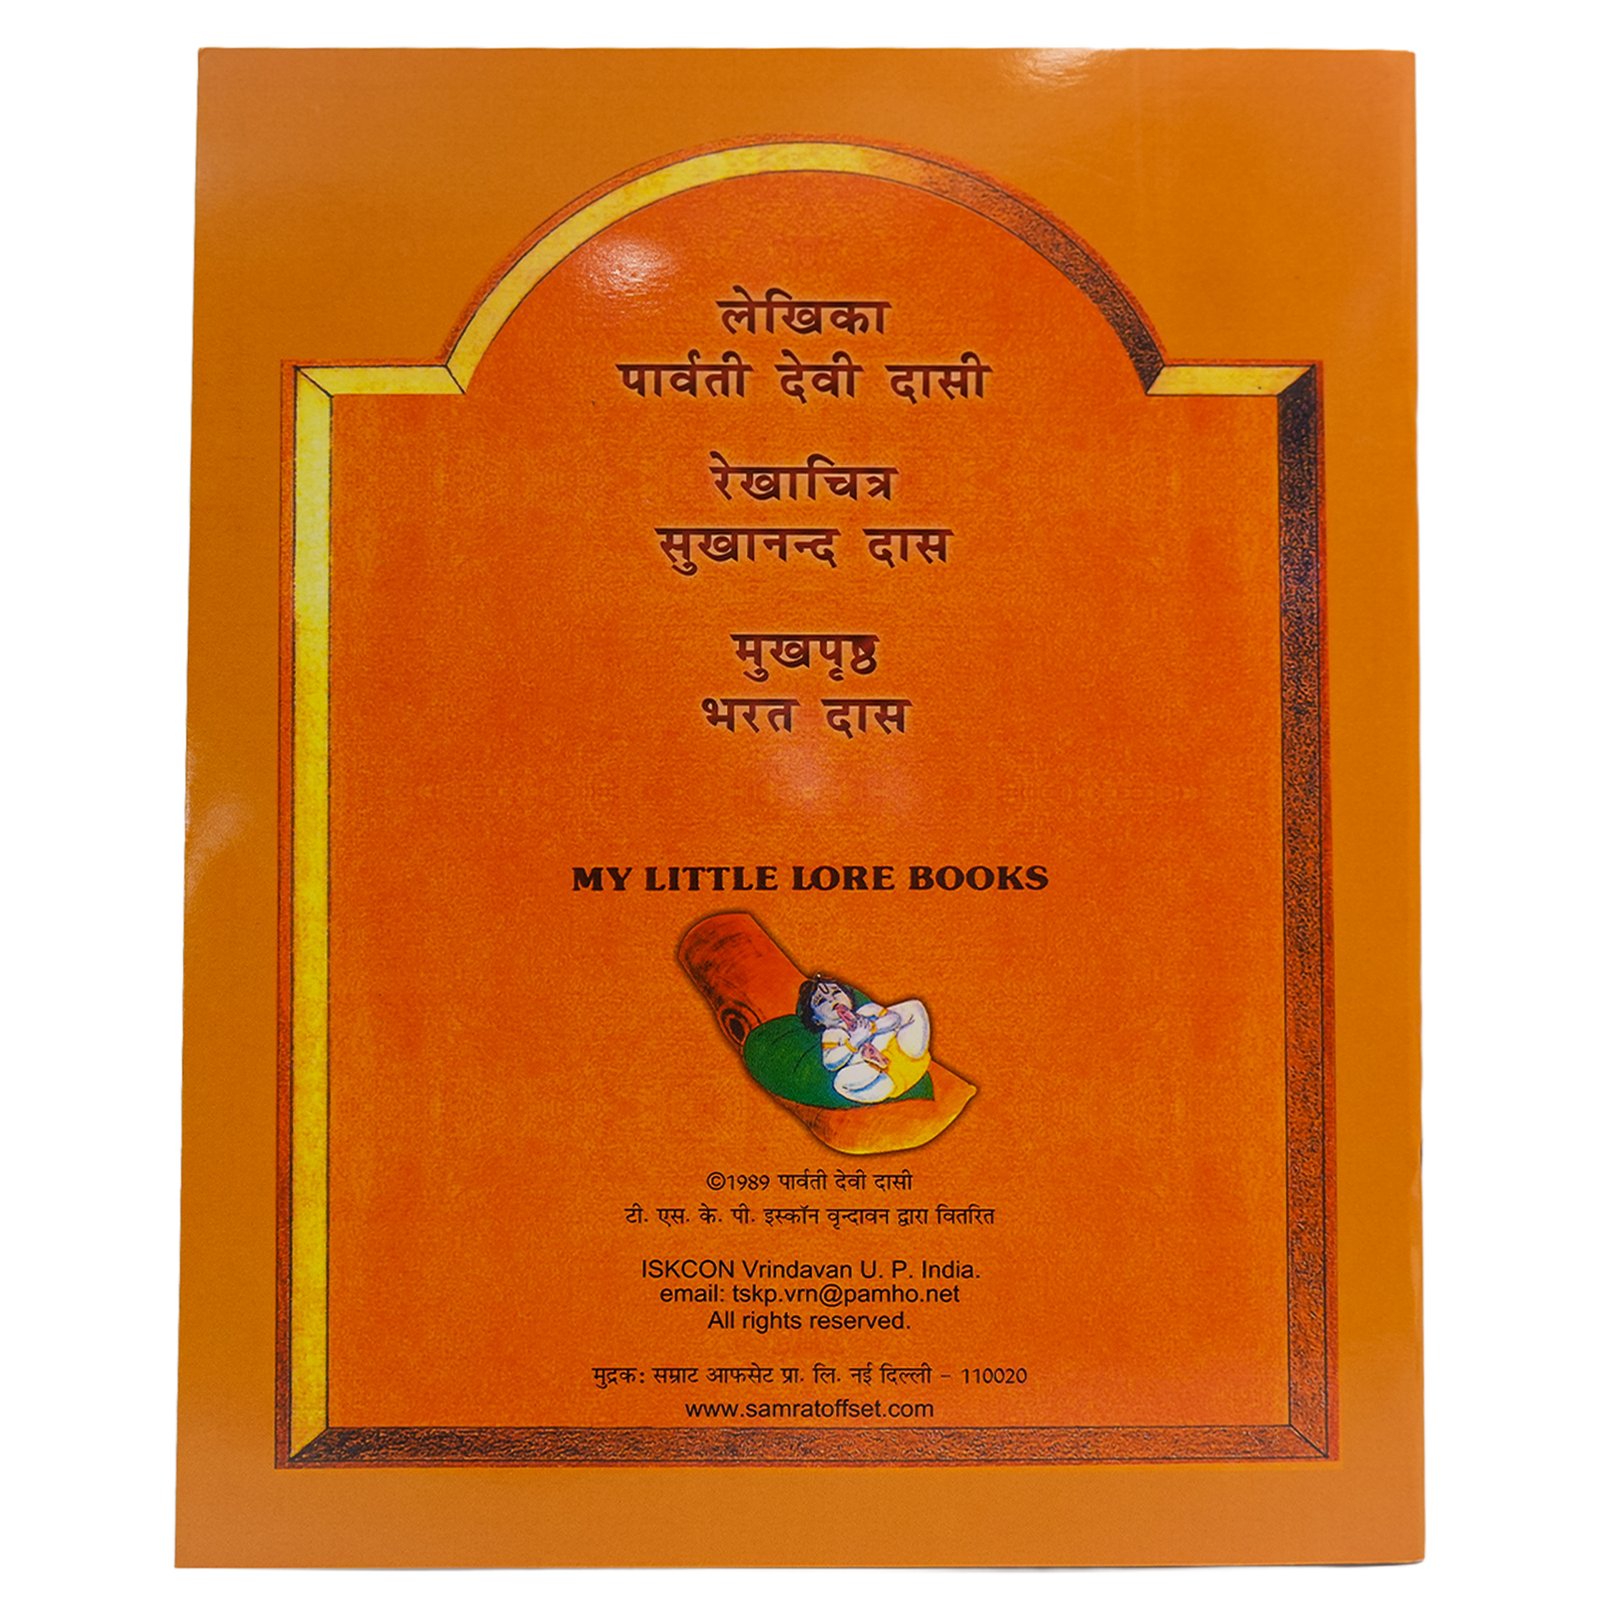 लेखिका
पार्वती देवी दासी
रेखाचित्र
सुखानन्द दास
मुखपृष्ठ
भरत दास
MY LITTLE LORE BOOKS
©1989 पार्वती देवी दासी
टी. एस. के. पी. इस्कॉन वृन्दावन द्वारा वितरित
ISKCON Vrindavan U. P. India.
email: tskp.vrn@pamho.net
All rights reserved.
मुद्रक: सम्राट आफसेट प्रा. लि. नई दिल्ली - 110020
www.samratoffset.com